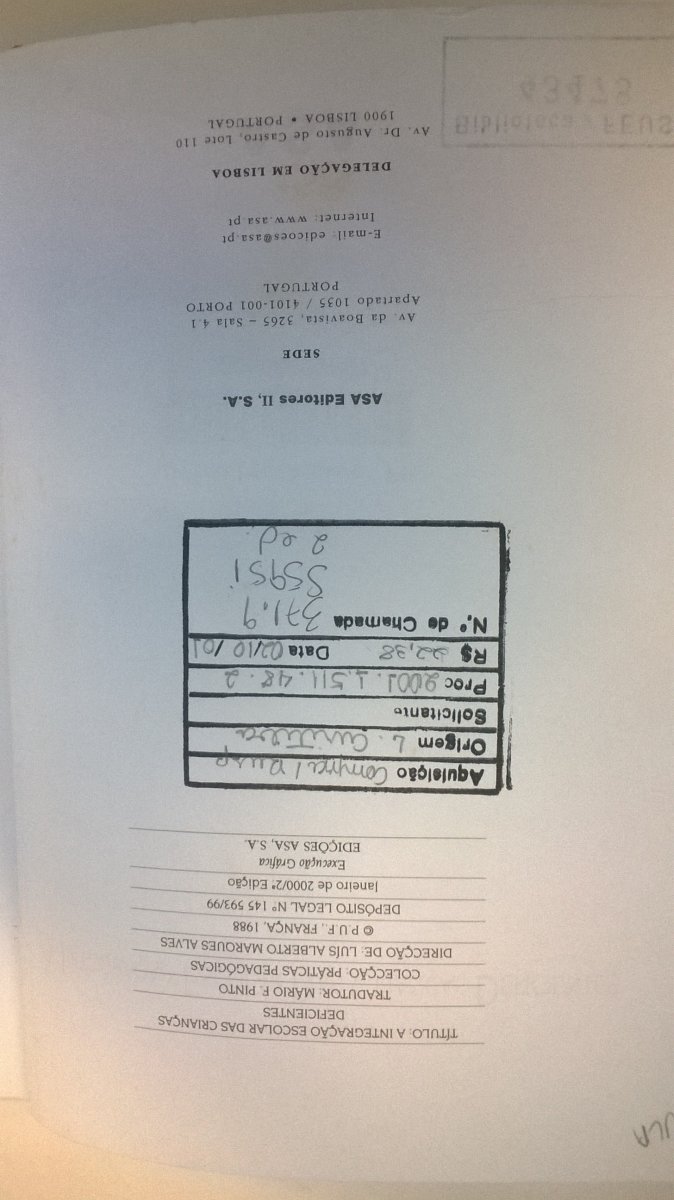 TÍTULO: A INTEGRAÇÃO ESCOLAR DAS CRIANÇAS
DEFICIENTES
TRADUTOR: MÁRIO F. PINTO
COLECÇÃO: PRÁTICAS PEDAGÓGICAS
DIRECÇÃO DE: LUÍS ALBERTO MARQUES ALVES
© P.U.F., FRANÇA, 1988
DEPÓSITO LEGAL Nº 145 593/99
Janeiro de 2000/2ª Edição
Execução Gráfica
EDIÇÕES ASA, S.A.
Aquisição Compra/Rusp
Origem L. Curitiba
Solicitante
Proc 2001.1.511.48.2
R$ 22,38 Data 02/10/01
N.º de Chamada 371.9
S595i
2 ed.
ASA Editores II, S.A.
SEDE
Av. da Boavista, 3265 – Sala 4.1
Apartado 1035 / 4101-001 PORTO
PORTUGAL
E-mail: edicoes@asa.pt
Internet: www.asa.pt
DELEGAÇÃO EM LISBOA
Av. Dr. Augusto de Castro, Lote 110
1900 LISBOA • PORTUGAL
Biblioteca / FEUS
43478